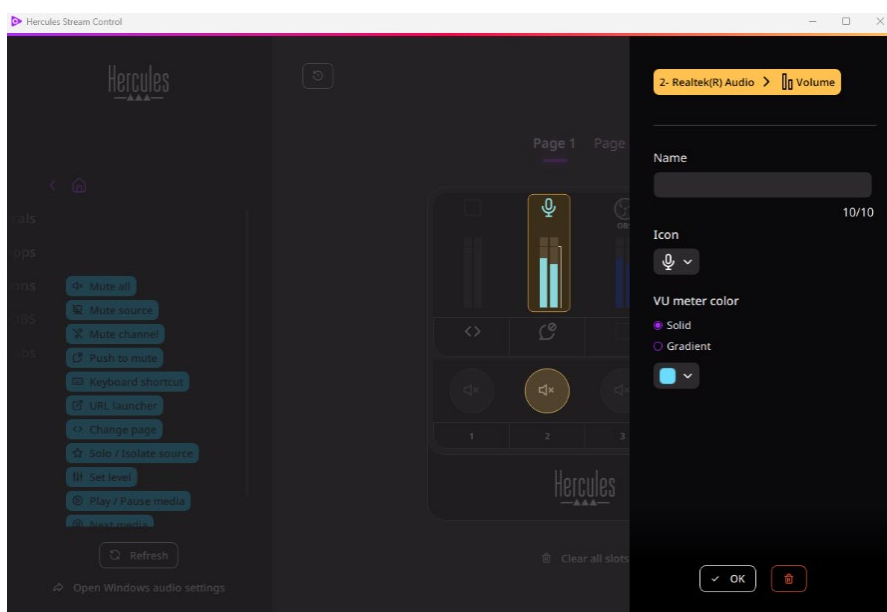 Hercules Stream Control
Hercules
2- Realtek(R) Audio > Volume
Page 1 Page
Name
10/10
Icon
VU meter color
Solid
Gradient
OBS
Mute all
Mute source
Mute channel
Push to mute
Keyboard shortcut
URL launcher
Change page
Solo / Isolate source
Set level
Play / Pause media
Next media
Refresh
Open Windows audio settings
1 2 3
Hercules
Clear all slots
OK